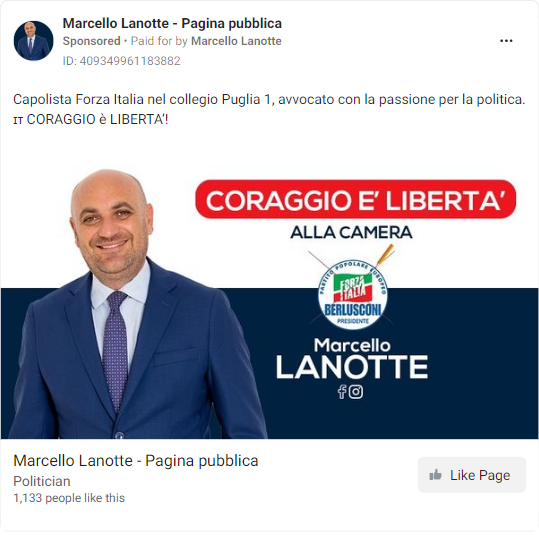 Marcello Lanotte - Pagina pubblica
Sponsored • Paid for by Marcello Lanotte
ID: 409349961183882
Capolista Forza Italia nel collegio Puglia 1, avvocato con la passione per la politica.
ɪᴛ CORAGGIO è LIBERTA'!
CORAGGIO E' LIBERTA'
ALLA CAMERA
PARTITO POPOLARE EUROPEO
FORZA
ITALIA
BERLUSCONI
PRESIDENTE
Marcello
LANOTTE
Marcello Lanotte - Pagina pubblica
Politician
1,133 people like this
Like Page